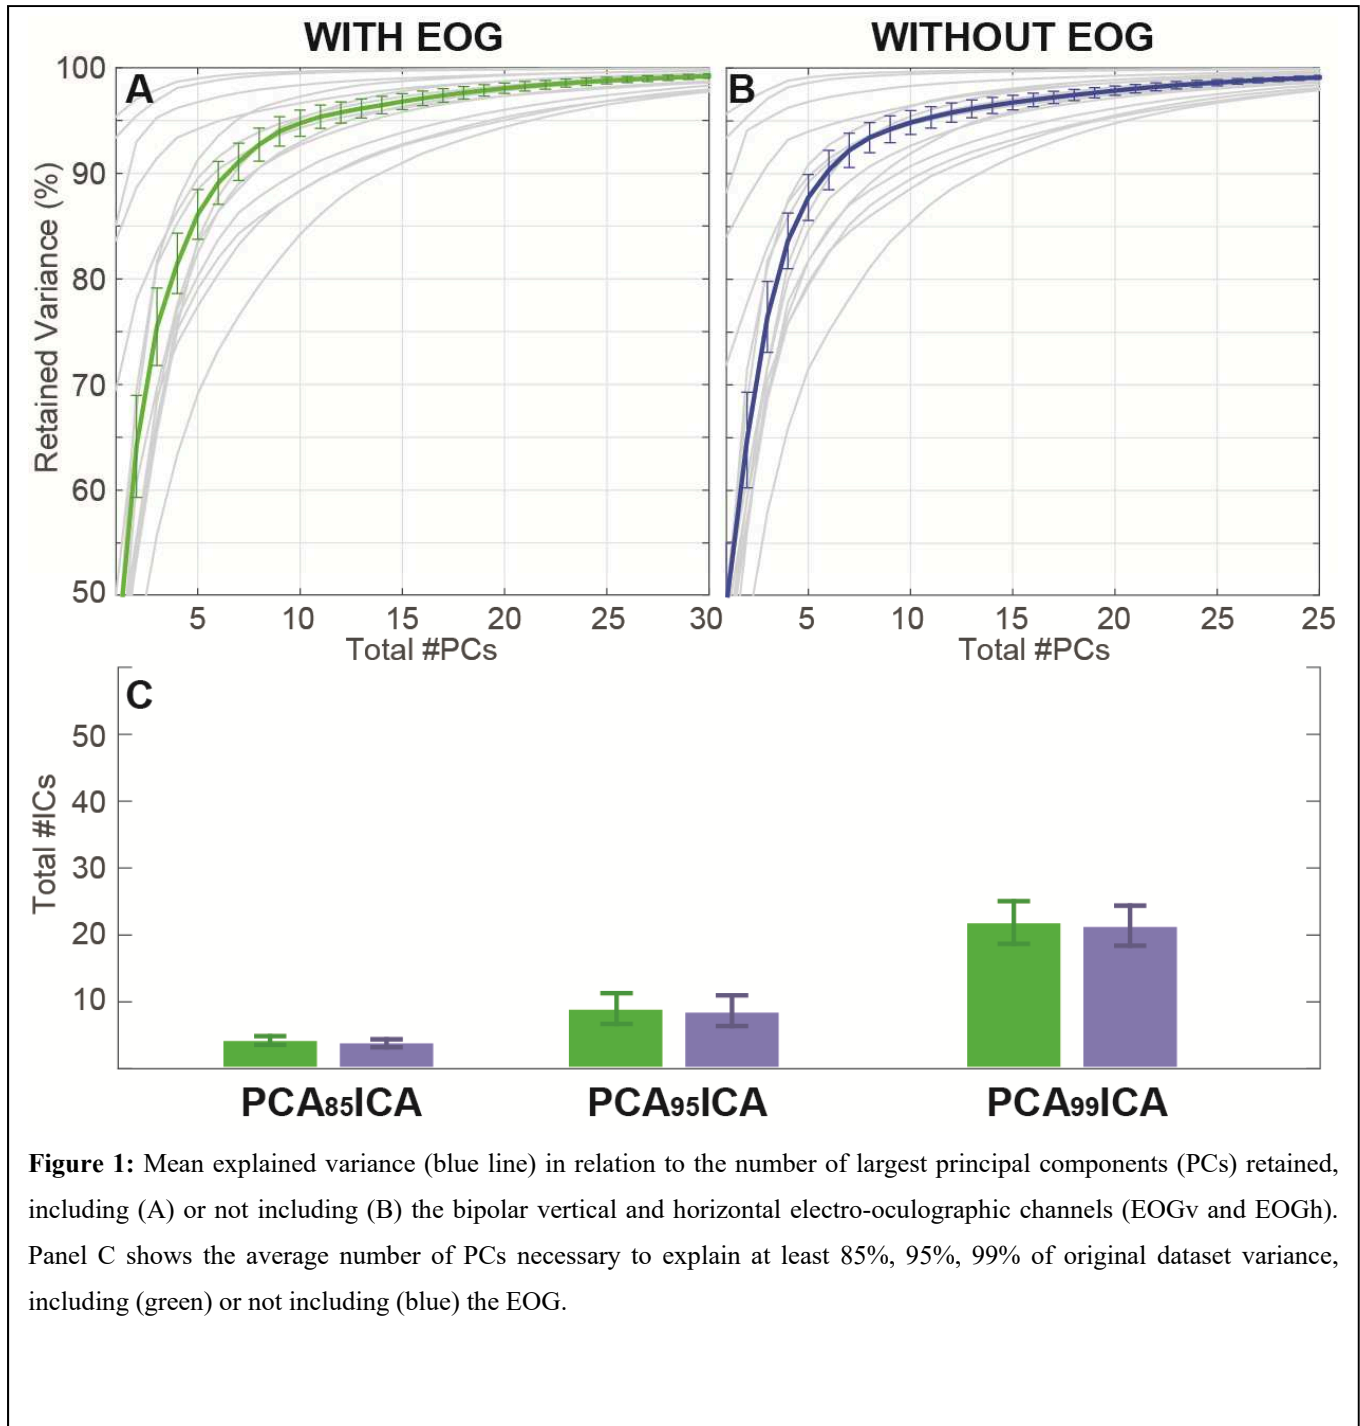 WITH EOG
WITHOUT EOG
A
B
100
90
80
70
60
50
Retained Variance (%)
5 10 15 20 25 30
5 10 15 20 25 25
Total #PCs
Total #PCs
C
50
40
30
20
10
Total #ICs
PCA85ICA
PCA95ICA
PCA99ICA
Figure 1: Mean explained variance (blue line) in relation to the number of largest principal components (PCs) retained,
including (A) or not including (B) the bipolar vertical and horizontal electro-oculographic channels (EOGv and EOGh).
Panel C shows the average number of PCs necessary to explain at least 85%, 95%, 99% of original dataset variance,
including (green) or not including (blue) the EOG.